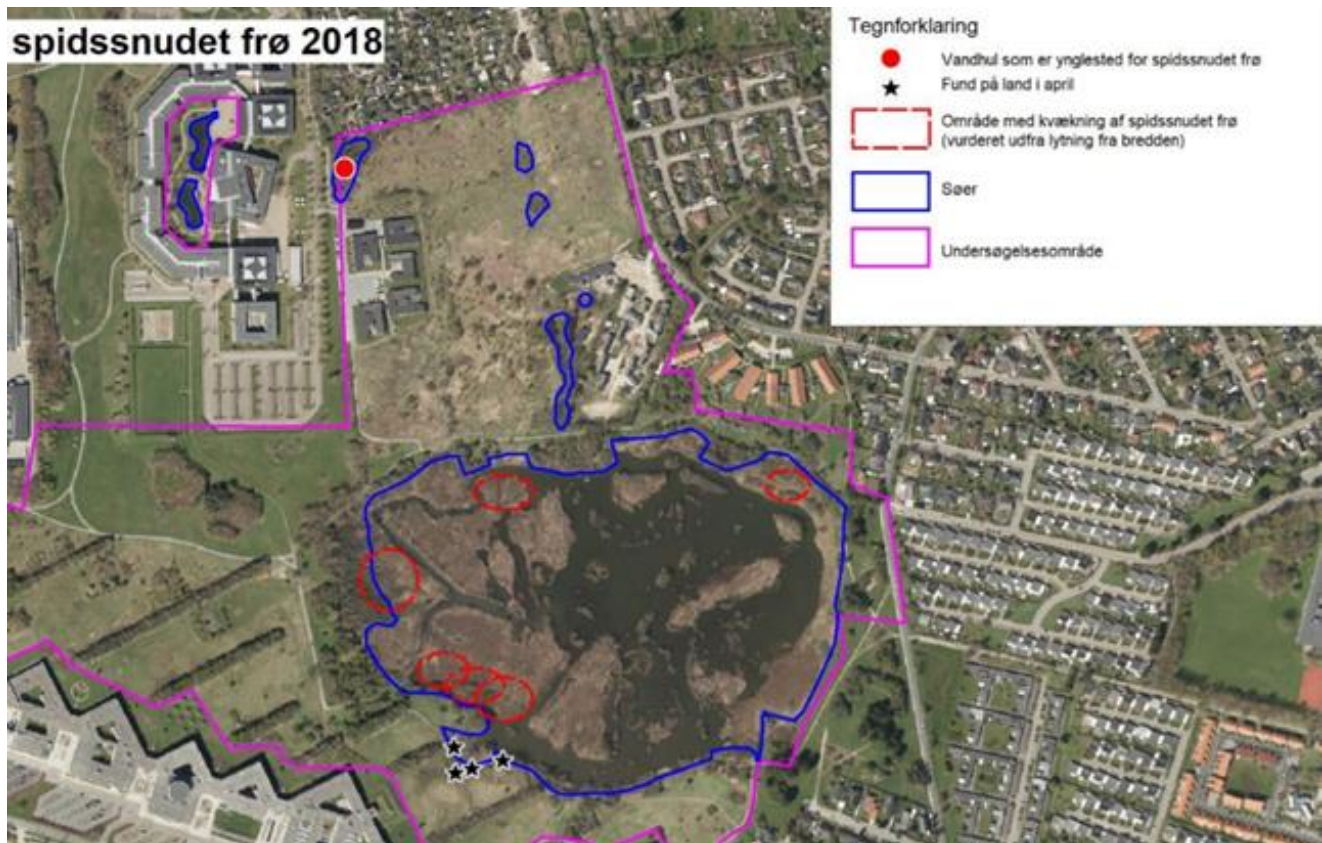 spidssnudet frø 2018
Tegnforklaring
Vandhul som er ynglested for spidssnudet frø
Fund på land i april
Område med kvækning af spidssnudet frø
(vurderet udfra lytning fra bredden)
Søer
Undersøgelsesområde